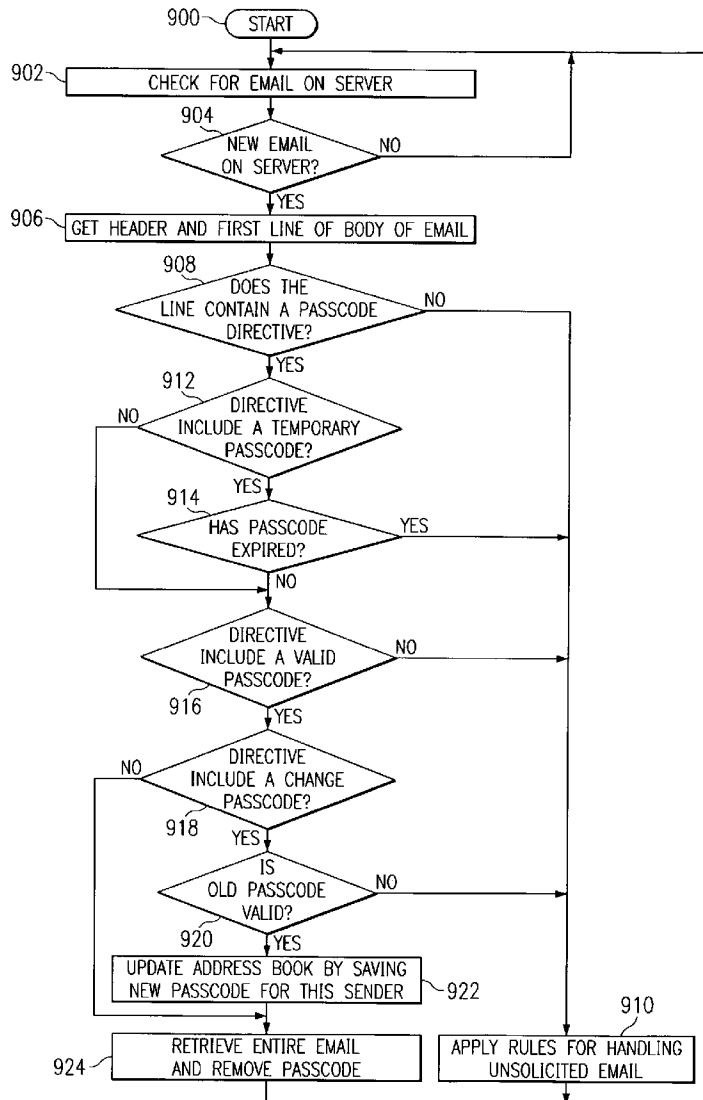 900
START
902
CHECK FOR EMAIL ON SERVER
904
NEW EMAIL
ON SERVER?
NO
YES
906
GET HEADER AND FIRST LINE OF BODY OF EMAIL
908
DOES THE
LINE CONTAIN A PASSCODE
DIRECTIVE?
NO
YES
912
NO
DIRECTIVE
INCLUDE A TEMPORARY
PASSCODE?
YES
914
HAS PASSCODE
EXPIRED?
YES
NO
DIRECTIVE
INCLUDE A VALID
PASSCODE?
NO
916
YES
NO
DIRECTIVE
INCLUDE A CHANGE
PASSCODE?
918
YES
IS
OLD PASSCODE
VALID?
NO
920
YES
UPDATE ADDRESS BOOK BY SAVING
NEW PASSCODE FOR THIS SENDER
922
924
RETRIEVE ENTIRE EMAIL
AND REMOVE PASSCODE
910
APPLY RULES FOR HANDLING
UNSOLICITED EMAIL